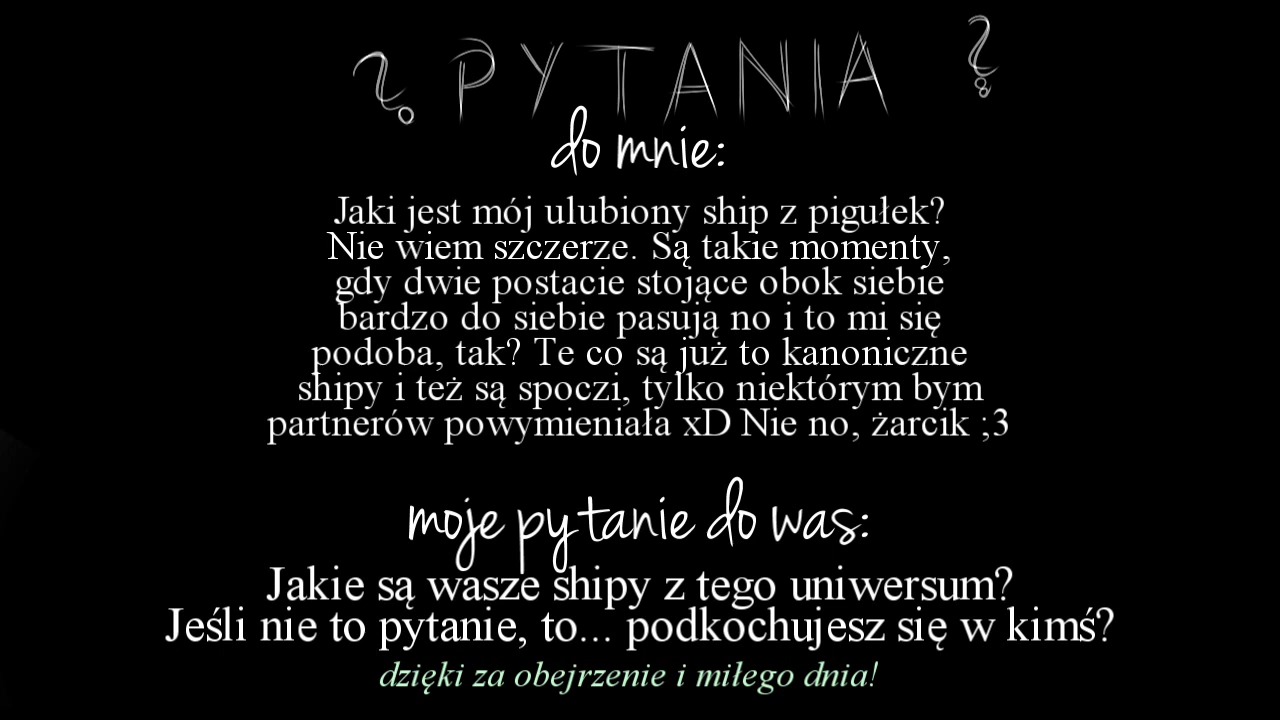 ? PYTANIA ?
do mnie:
Jaki jest mój ulubiony ship z pigułek?
Nie wiem szczerze. Są takie momenty,
gdy dwie postacie stojące obok siebie
bardzo do siebie pasują no i to mi się
podoba, tak? Te co są już to kanoniczne
shipy i też są spoczi, tylko niektórym bym
partnerów powymieniała xD Nie no, żarcik ;3
moje pytanie do was:
Jakie są wasze shipy z tego uniwersum?
Jeśli nie to pytanie, to... podkochujesz się w kimś?
dzięki za obejrzenie i miłego dnia!